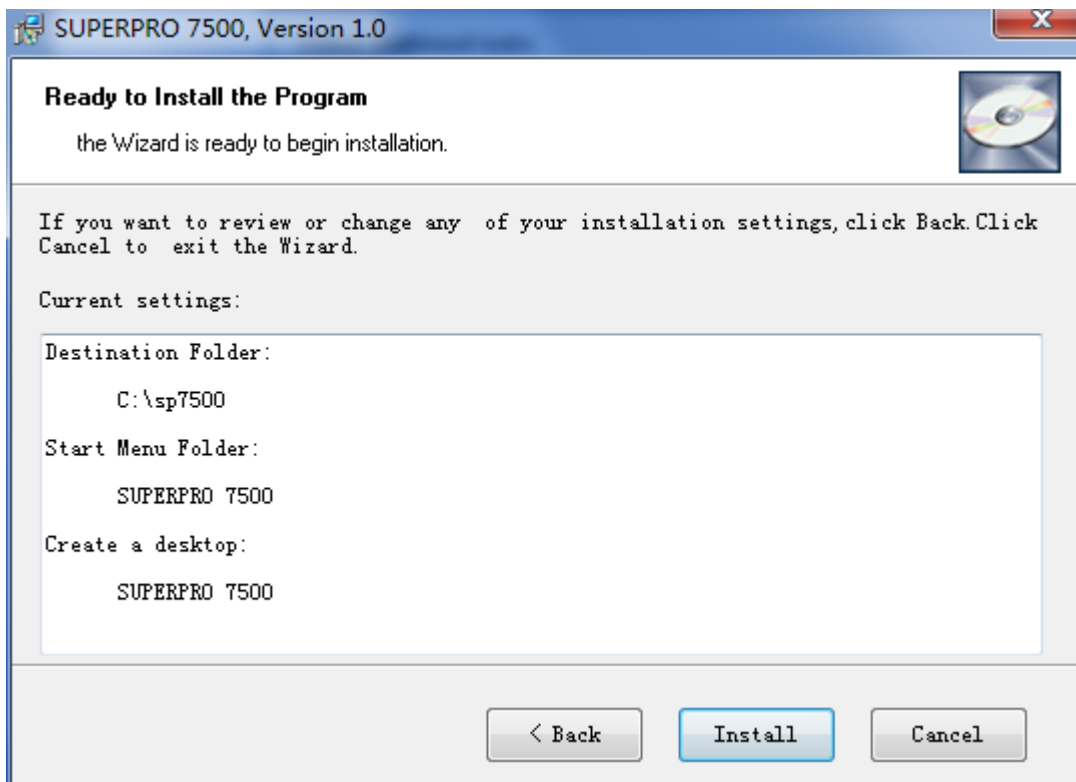 SUPERPRO 7500, Version 1.0
Ready to Install the Program
the Wizard is ready to begin installation.
If you want to review or change any  of your installation settings, click Back. Click
Cancel to  exit the Wizard.
Current settings:
Destination Folder:
C:\sp7500
Start Menu Folder:
SUPERPRO 7500
Create a desktop:
SUPERPRO 7500
< Back
Install
Cancel